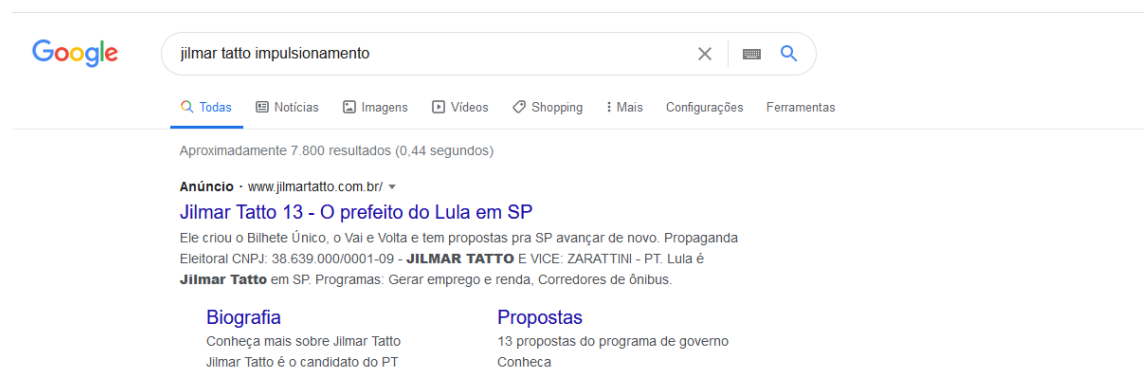 Google
jilmar tatto impulsionamento
Todas Notícias Imagens Vídeos Shopping Mais Configurações Ferramentas
Aproximadamente 7.800 resultados (0,44 segundos)
Anúncio · www.jilmartatto.com.br/
Jilmar Tatto 13 - O prefeito do Lula em SP
Ele criou o Bilhete Único, o Vai e Volta e tem propostas pra SP avançar de novo. Propaganda
Eleitoral CNPJ: 38.639.000/0001-09 - JILMAR TATTO E VICE: ZARATTINI - PT. Lula é
Jilmar Tatto em SP. Programas: Gerar emprego e renda, Corredores de ônibus.
Biografia
Conheça mais sobre Jilmar Tatto
Jilmar Tatto é o candidato do PT
Propostas
13 propostas do programa de governo
Conheca